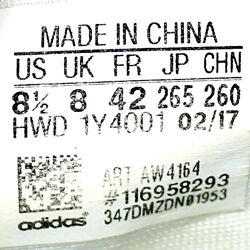 MADE IN CHINA
US UK FR JP CHN
8½ 8 42 265 260
HWD 1Y4001 02/17
ART AW4164
#116958293
347DMZDN01953
adidas